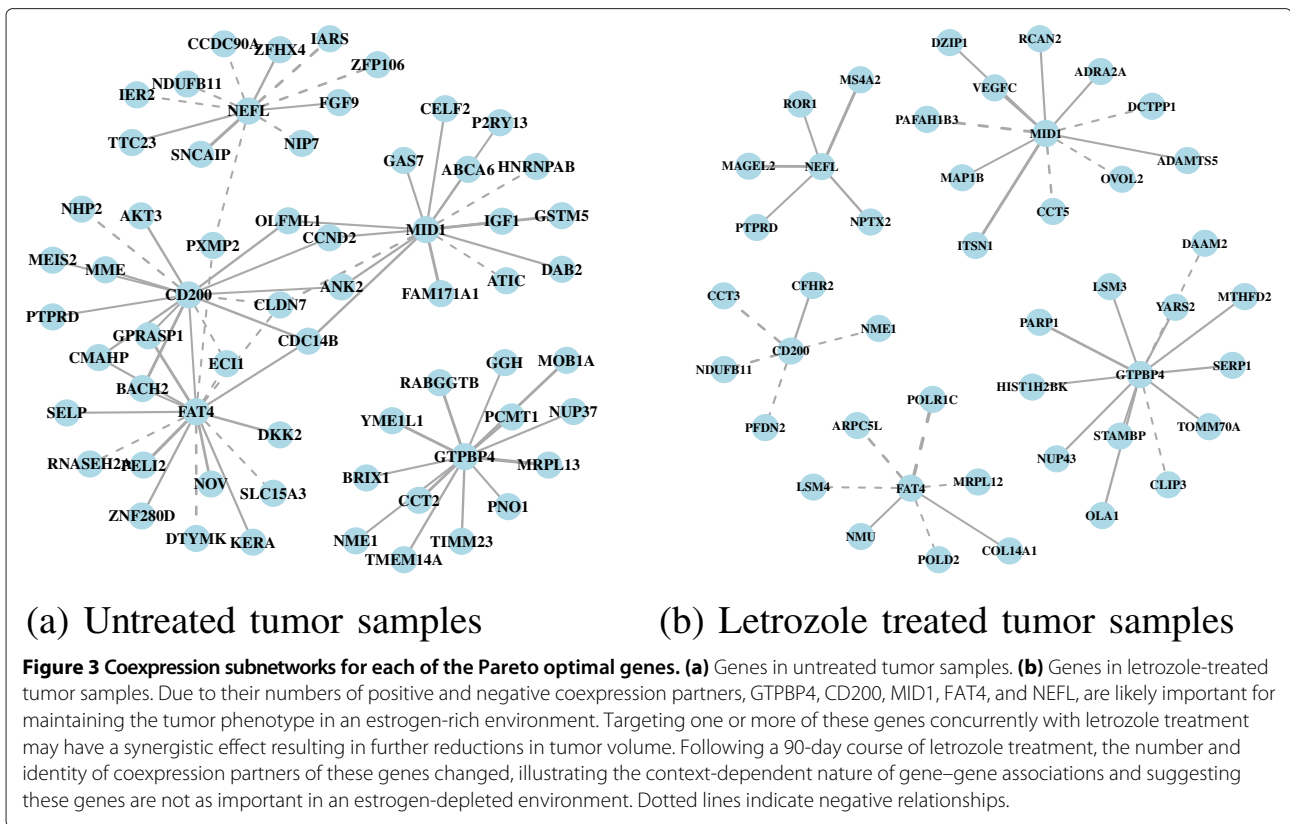 CCDC90A
ZFHX4
IARS
ZFP106
NDUFB11
IER2
NEFL
FGF9
TTC23
SNCAIP
NIP7
CELF2
P2RY13
GAS7
ABCA6
HNRNPAB
NHP2
AKT3
OLFML1
IGF1
GSTM5
PXMP2
CCND2
MID1
MEIS2
MME
DAB2
ATIC
CD200
ANK2
FAM171A1
PTPRD
CLDN7
GPRASP1
CDC14B
CMAHP
ECI1
BACH2
GGH
MOB1A
RABGGTB
SELP
FAT4
YME1L1
PCMT1
NUP37
DKK2
GTPBP4
RNASEH2A
PELI2
MRPL13
BRIX1
NOV
SLC15A3
CCT2
PNO1
ZNF280D
DTYMK
KERA
NME1
TIMM23
TMEM14A
DZIP1
RCAN2
MS4A2
VEGFC
ADRA2A
ROR1
DCTPP1
PAFAH1B3
MID1
MAGEL2
NEFL
ADAMTS5
MAP1B
OVOL2
PTPRD
NPTX2
CCT5
ITSN1
DAAM2
CCT3
CFHR2
LSM3
YARS2
MTHFD2
NME1
PARP1
CD200
NDUFB11
GTPBP4
SERP1
HIST1H2BK
POLR1C
PFDN2
ARPC5L
TOMM70A
STAMBP
NUP43
LSM4
FAT4
MRPL12
CLIP3
OLA1
NMU
POLD2
COL14A1
(a) Untreated tumor samples
(b) Letrozole treated tumor samples
Figure 3 Coexpression subnetworks for each of the Pareto optimal genes. (a) Genes in untreated tumor samples. (b) Genes in letrozole-treated
tumor samples. Due to their numbers of positive and negative coexpression partners, GTPBP4, CD200, MID1, FAT4, and NEFL, are likely important for
maintaining the tumor phenotype in an estrogen-rich environment. Targeting one or more of these genes concurrently with letrozole treatment
may have a synergistic effect resulting in further reductions in tumor volume. Following a 90-day course of letrozole treatment, the number and
identity of coexpression partners of these genes changed, illustrating the context-dependent nature of gene–gene associations and suggesting
these genes are not as important in an estrogen-depleted environment. Dotted lines indicate negative relationships.